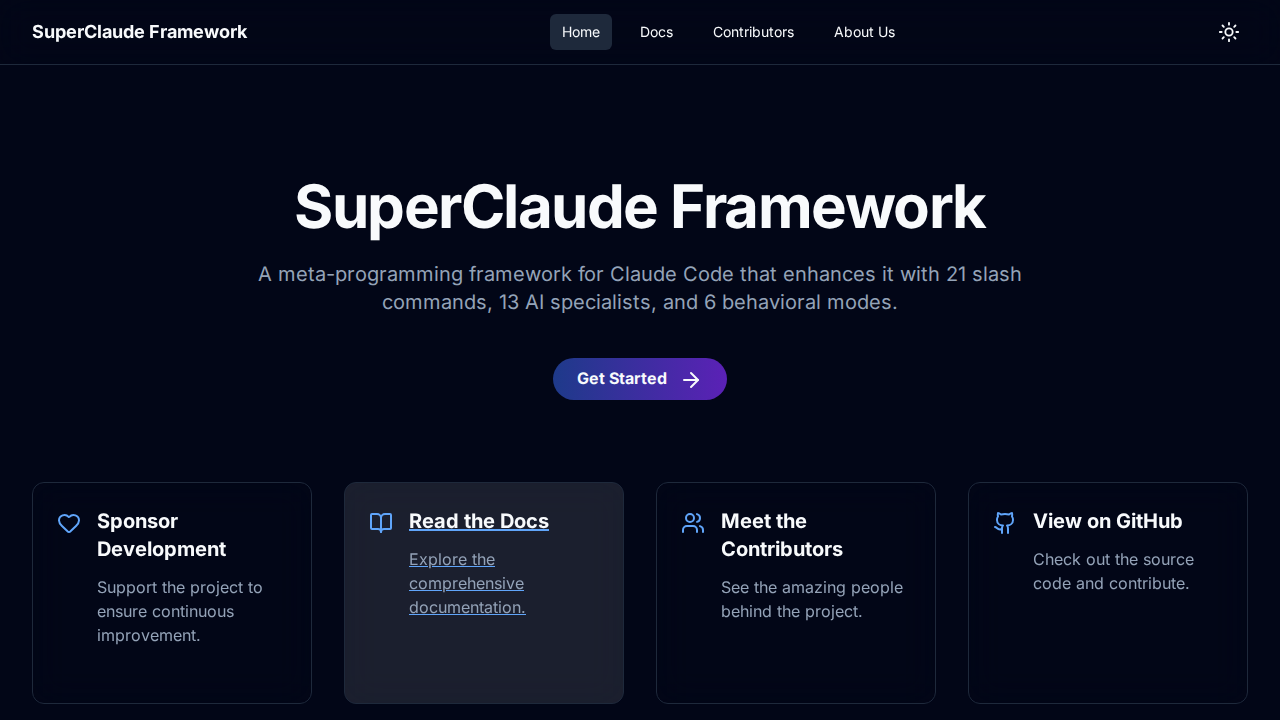 SuperClaude Framework
Home
Docs
Contributors
About Us
SuperClaude Framework
A meta-programming framework for Claude Code that enhances it with 21 slash
commands, 13 AI specialists, and 6 behavioral modes.
Get Started
Sponsor
Development
Support the project to
ensure continuous
improvement.
Read the Docs
Explore the
comprehensive
documentation.
Meet the
Contributors
See the amazing people
behind the project.
View on GitHub
Check out the source
code and contribute.